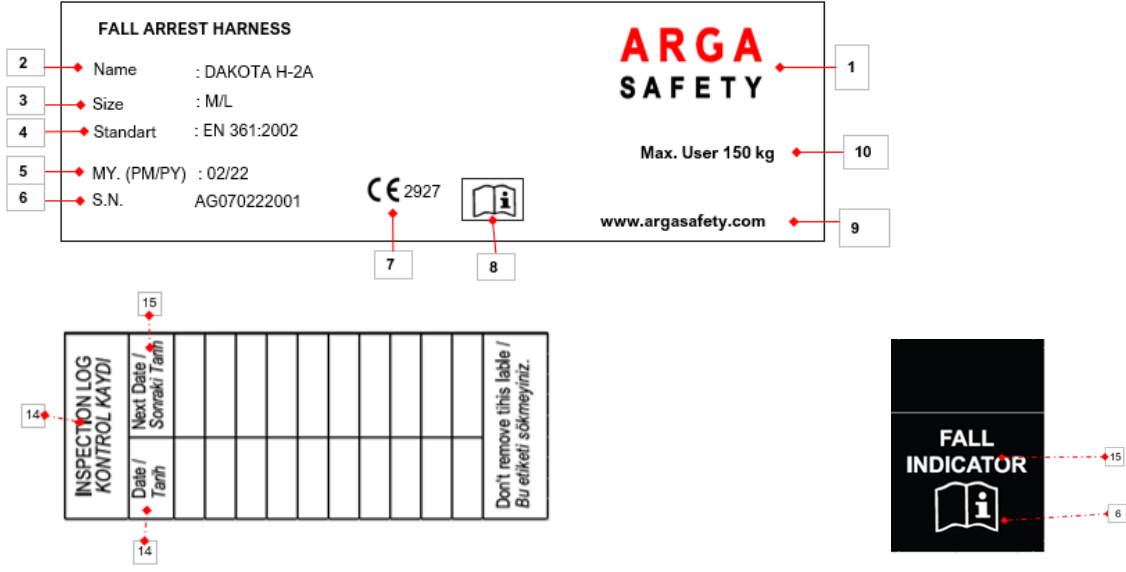 FALL ARREST HARNESS
ARGA
SAFETY
2 Name : DAKOTA H-2A
1
3 Size : M/L
4 Standart : EN 361:2002
Max. User 150 kg 10
5 MY. (PM/PY) : 02/22
6 S.N. AG070222001
CE 2927
i
www.argasafety.com 9
7
8
15
14
INSPECTION LOG
KONTROL KAYDI
Next Date /
Sonraki Tarih
Date /
Tarih
Don't remove tihis lable /
Bu etiketi sökmeyiniz.
14
FALL
INDICATOR
15
i
6